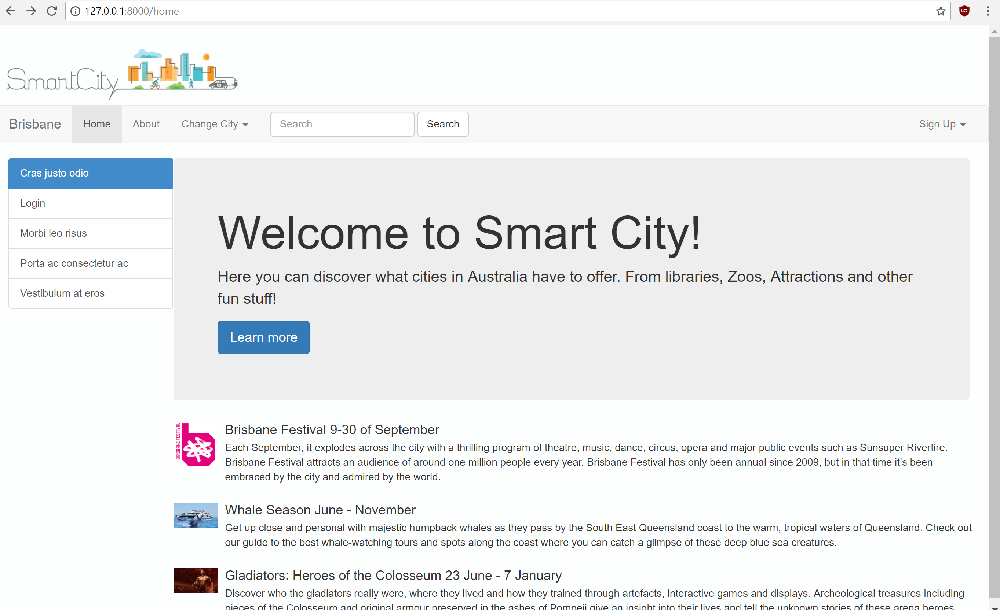 127.0.0.1:8000/home
SmartCity
Brisbane Home About Change City Search Search Sign Up
Cras justo odio
Login
Morbi leo risus
Porta ac consectetur ac
Vestibulum at eros
Welcome to Smart City!
Here you can discover what cities in Australia have to offer. From libraries, Zoos, Attractions and other
fun stuff!
Learn more
BRISBANE FESTIVAL
Brisbane Festival 9-30 of September
Each September, it explodes across the city with a thrilling program of theatre, music, dance, circus, opera and major public events such as Sunsuper Riverfire.
Brisbane Festival attracts an audience of around one million people every year. Brisbane Festival has only been annual since 2009, but in that time it’s been
embraced by the city and admired by the world.
Whale Season June - November
Get up close and personal with majestic humpback whales as they pass by the South East Queensland coast to the warm, tropical waters of Queensland. Check out
our guide to the best whale-watching tours and spots along the coast where you can catch a glimpse of these deep blue sea creatures.
Gladiators: Heroes of the Colosseum 23 June - 7 January
Discover who the gladiators really were, where they lived and how they trained through artefacts, interactive games and displays. Archeological treasures including
pieces of the Colosseum and original armour preserved in the ashes of Pompeii give an insight into their lives and tell the unknown stories of these arena heroes.